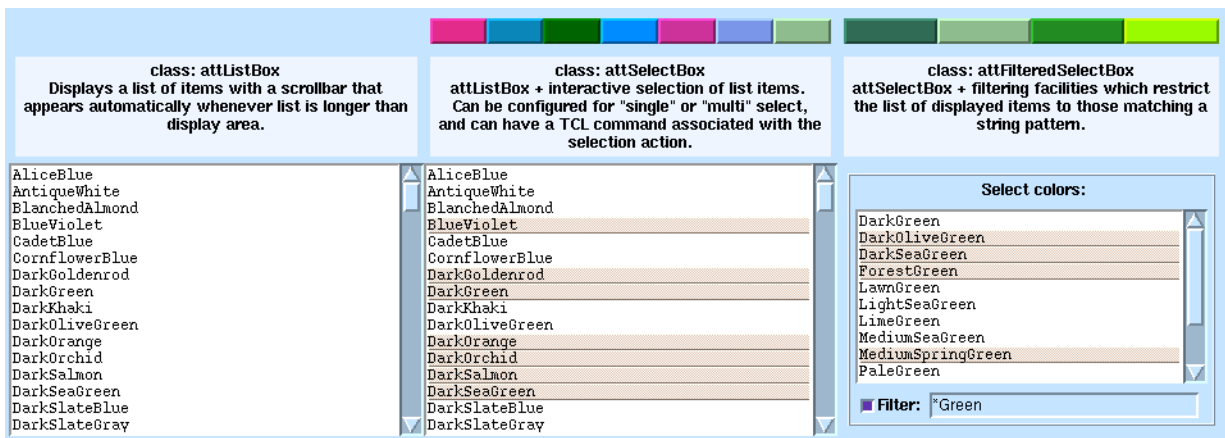 class: attListBox
Displays a list of items with a scrollbar that
appears automatically whenever list is longer than
display area.
AliceBlue
AntiqueWhite
BlanchedAlmond
BlueViolet
CadetBlue
CornflowerBlue
DarkGoldenrod
DarkGreen
DarkKhaki
DarkOliveGreen
DarkOrange
DarkOrchid
DarkSalmon
DarkSeaGreen
DarkSlateBlue
DarkSlateGray
class: attSelectBox
attListBox + interactive selection of list items.
Can be configured for "single" or "multi" select,
and can have a TCL command associated with the
selection action.
AliceBlue
AntiqueWhite
BlanchedAlmond
BlueViolet
CadetBlue
CornflowerBlue
DarkGoldenrod
DarkGreen
DarkKhaki
DarkOliveGreen
DarkOrange
DarkOrchid
DarkSalmon
DarkSeaGreen
DarkSlateBlue
DarkSlateGray
class: attFilteredSelectBox
attSelectBox + filtering facilities which restrict
the list of displayed items to those matching a
string pattern.
Select colors:
DarkGreen
DarkOliveGreen
DarkSeaGreen
ForestGreen
LawnGreen
LightSeaGreen
LimeGreen
MediumSeaGreen
MediumSpringGreen
PaleGreen
Filter: *Green